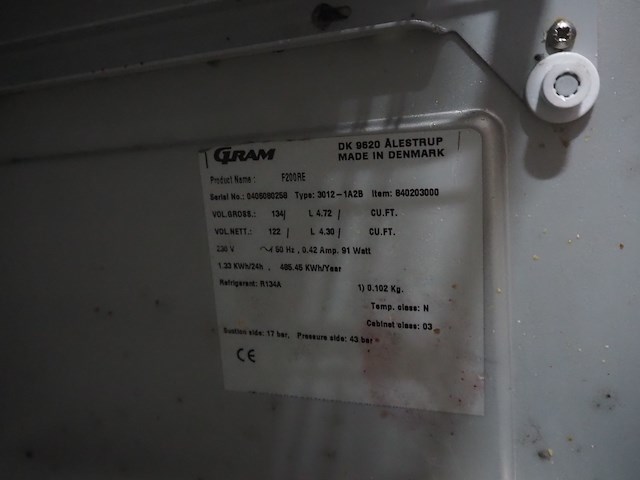 GRAM DK 9620 ÅLESTRUP
MADE IN DENMARK
Product Name : F200RE
Serial No.: 0406080258 Type: 3012-1A2B Item: 840203000
VOL.GROSS.: 134/ L 4.72 / CU.FT.
VOL.NETT.: 122 / L 4.30 / CU.FT.
230 V ~/ 50 Hz , 0.42 Amp. 91 Watt
1.33 KWh/24h , 485.45 KWh/Year
Refrigerant: R134A 1) 0,102 Kg.
Temp. class: N
Cabinet class: 03
Suction side: 17 bar, Pressure side: 43 bar
CE